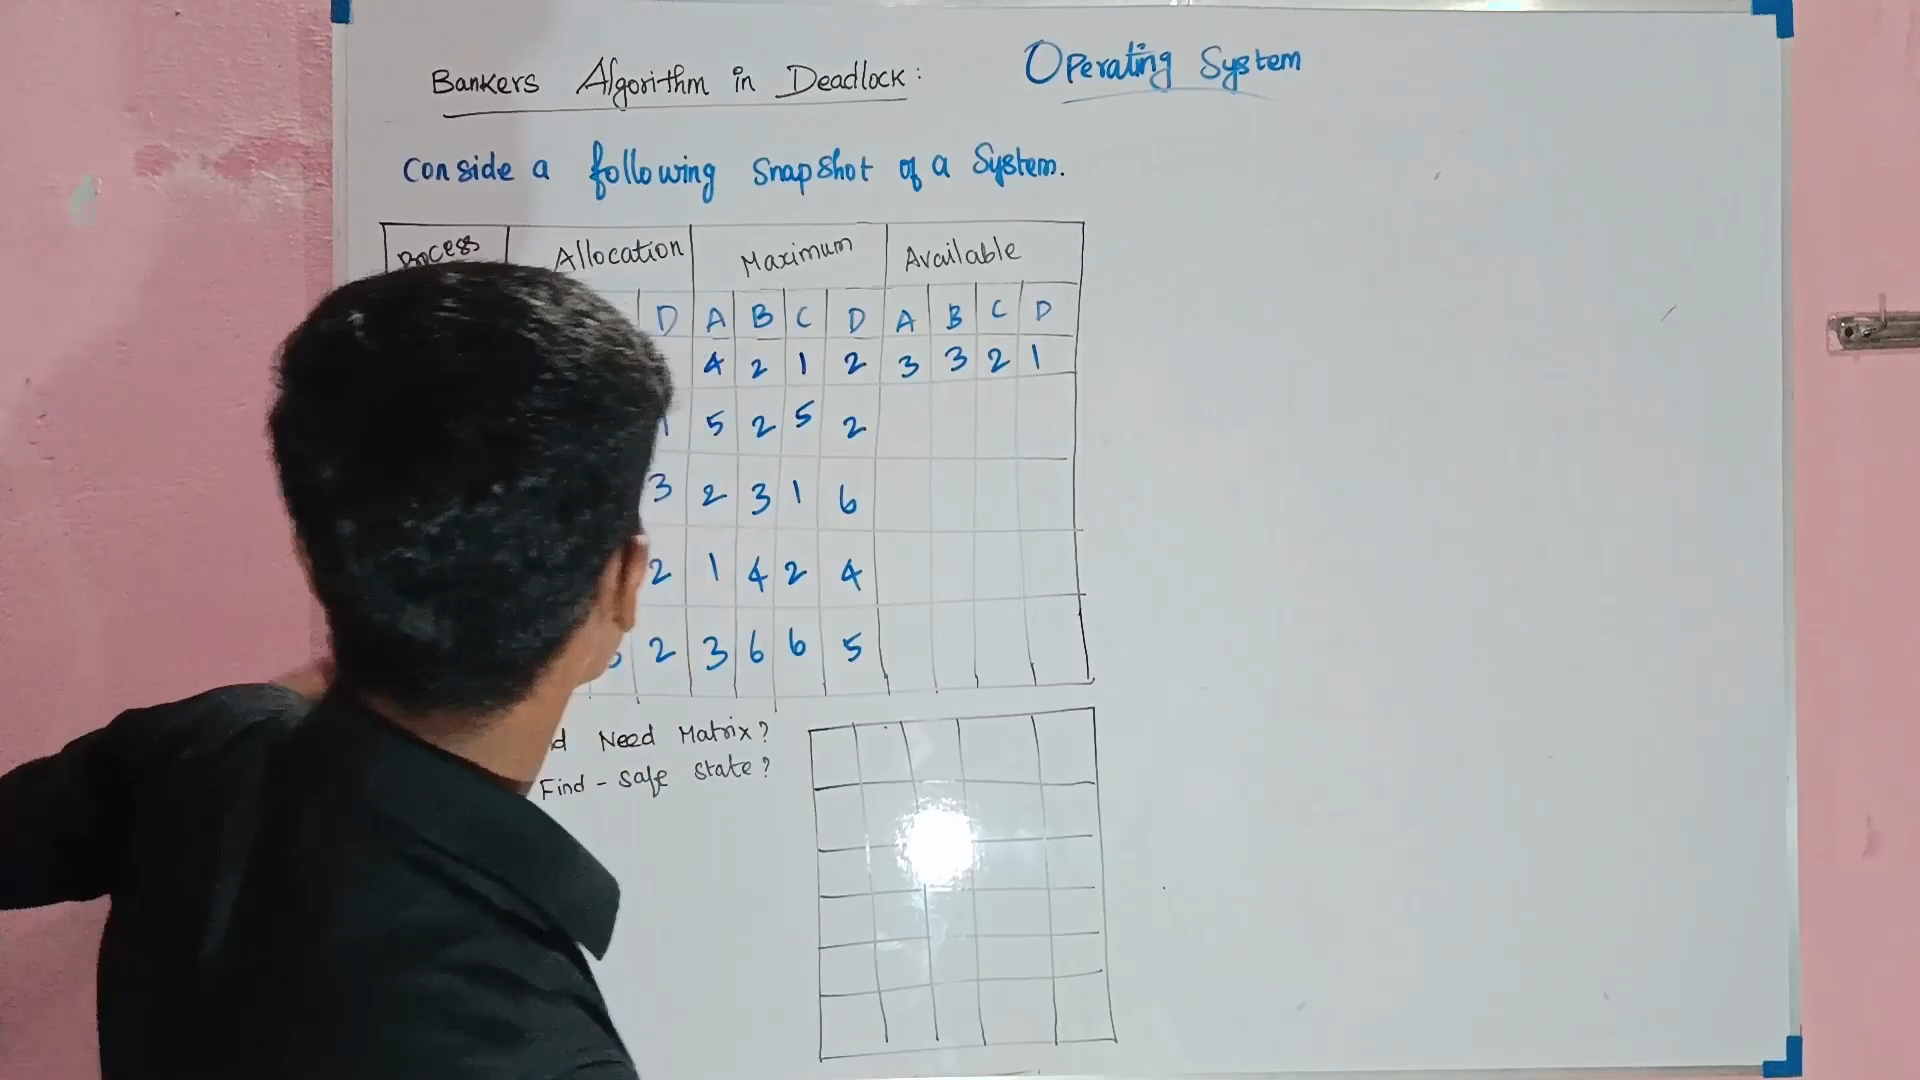 Bankers Algorithm in Deadlock:
Operating System
Conside a following Snapshot of a System.
Process Allocation Maximum Available
D A B C D A B C D
4 2 1 2 3 3 2 1
1 5 2 5 2
3 2 3 1 6
2 1 4 2 4
2 3 6 6 5
Need Matrix?
Find - safe state?